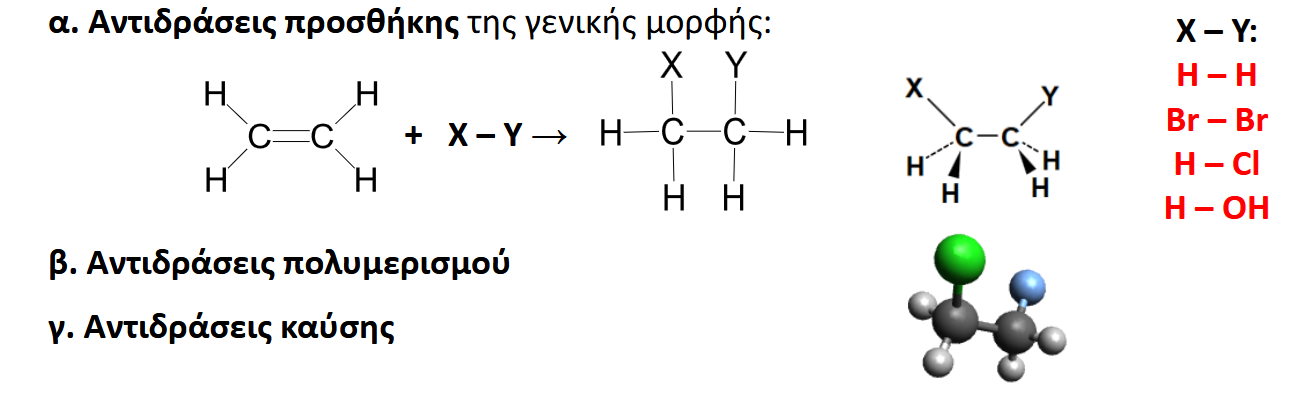 α. Αντιδράσεις προσθήκης της γενικής μορφής:
X – Y:
H – H
Br – Br
H – Cl
H – OH
H H
C C
H H
+ X – Y →
X Y
H C C H
H H
X Y
C C
H H
H H
β. Αντιδράσεις πολυμερισμού
γ. Αντιδράσεις καύσης